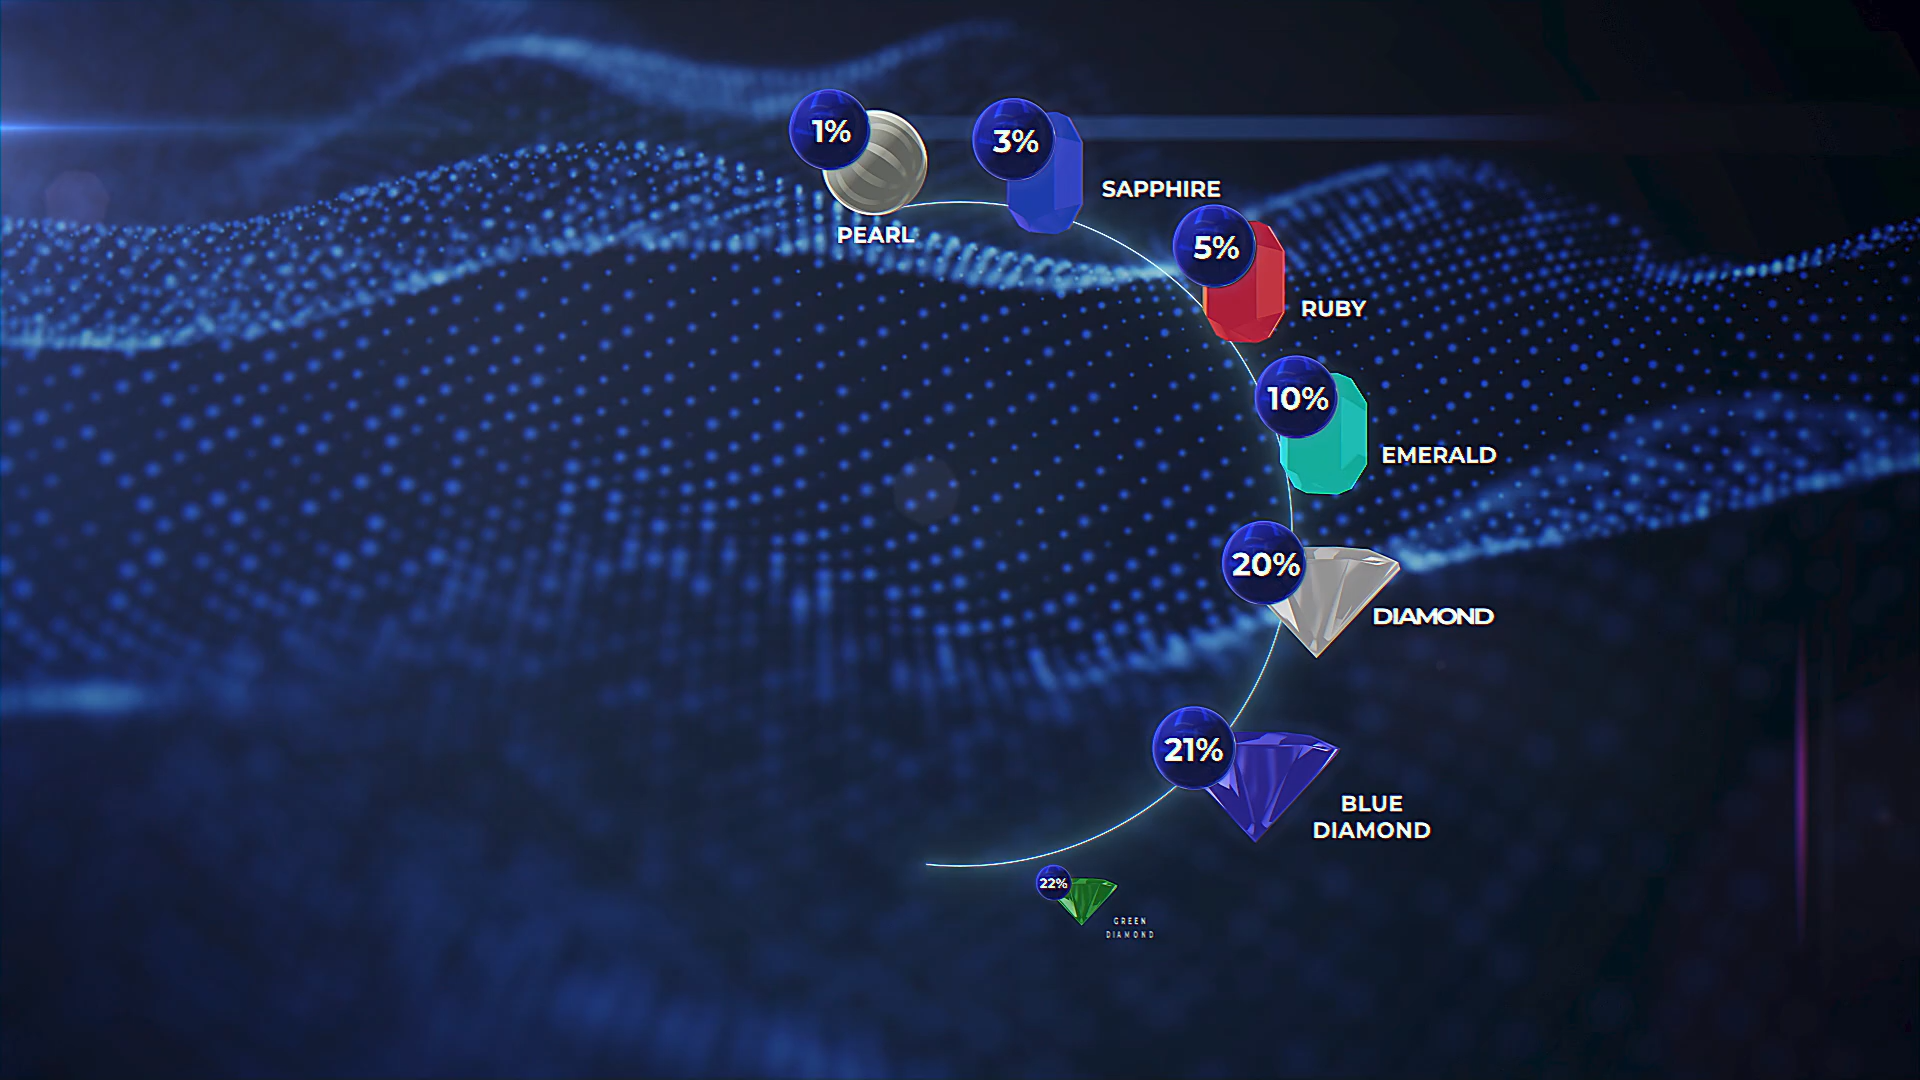 1%
PEARL
3%
SAPPHIRE
5%
RUBY
10%
EMERALD
20%
DIAMOND
21%
BLUE
DIAMOND
22%
GREEN
DIAMOND